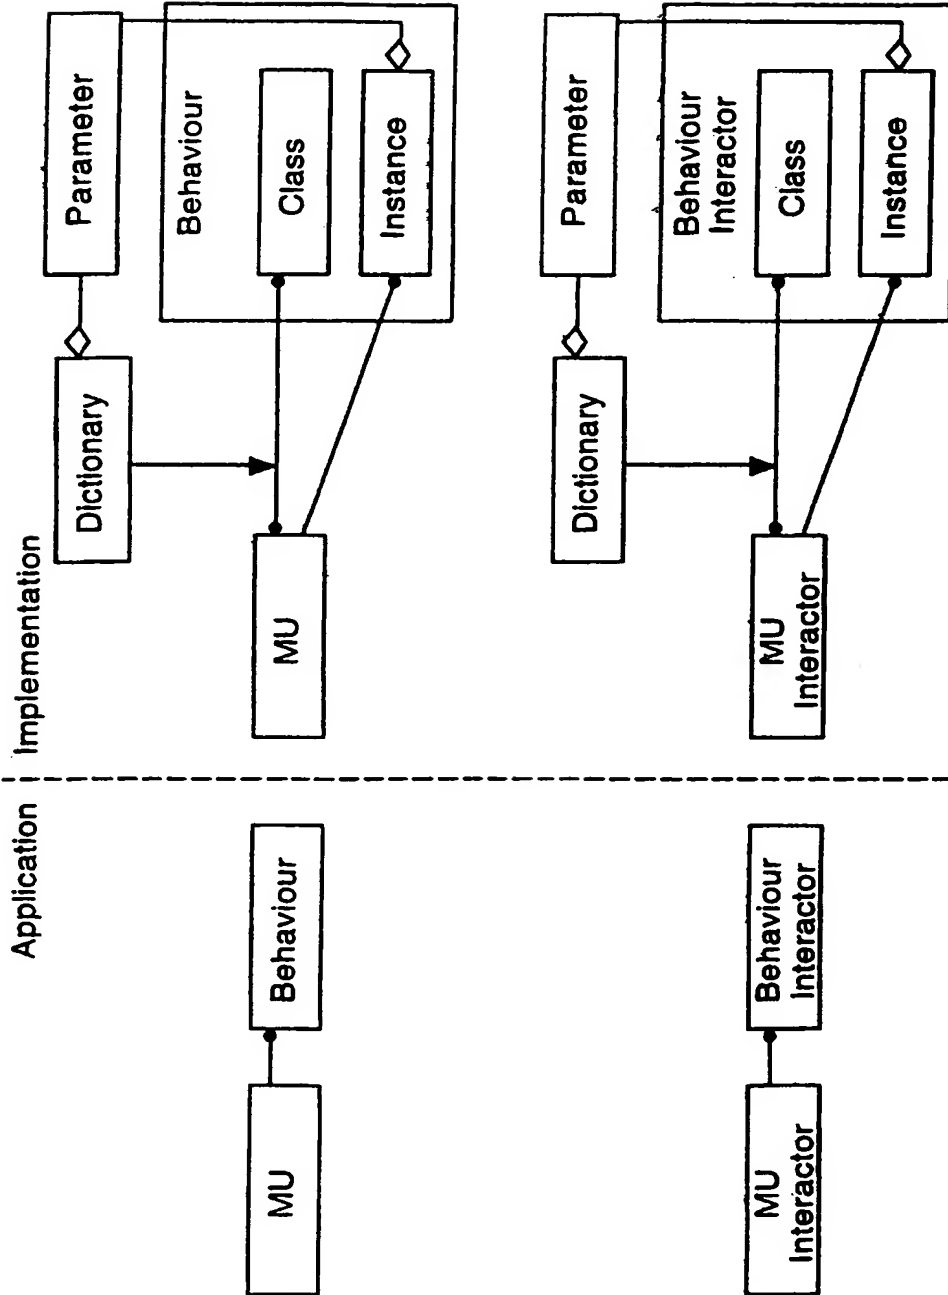 Application
Implementation
MU
Behaviour
MU
Dictionary
Parameter
Behaviour
Class
Instance
MU
Interactor
Behaviour
Interactor
MU
Interactor
Dictionary
Parameter
Behaviour
Interactor
Class
Instance